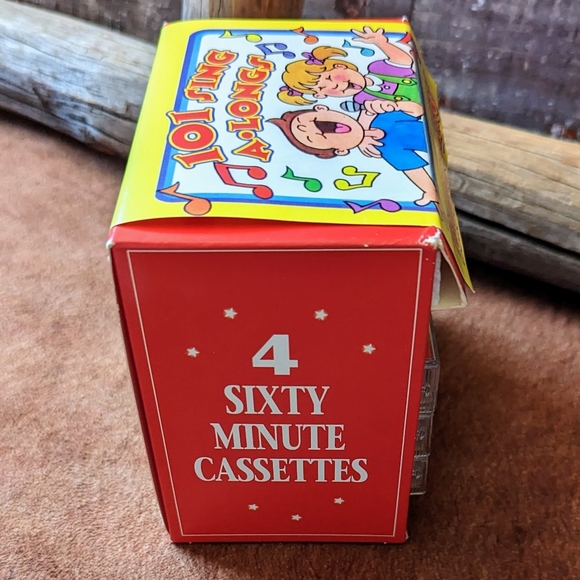 101 SING
A-LONGS
4
SIXTY
MINUTE
CASSETTES